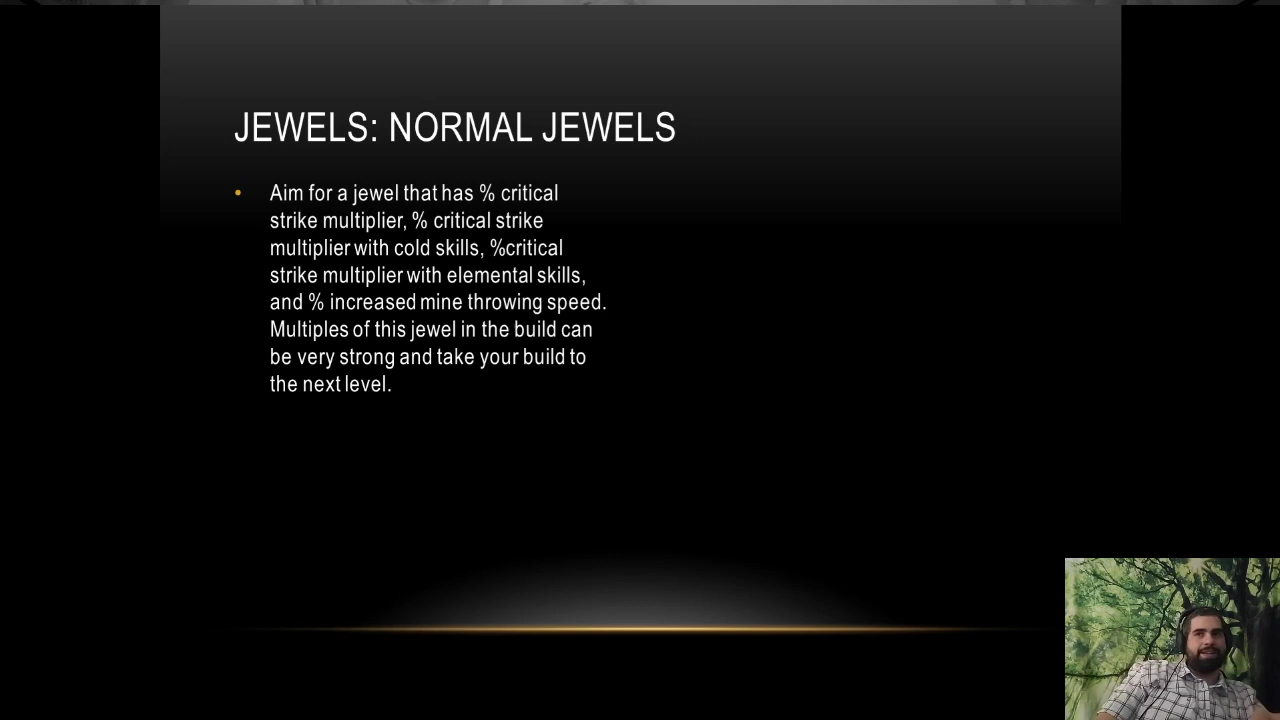 JEWELS: NORMAL JEWELS
• Aim for a jewel that has % critical
strike multiplier, % critical strike
multiplier with cold skills, %critical
strike multiplier with elemental skills,
and % increased mine throwing speed.
Multiples of this jewel in the build can
be very strong and take your build to
the next level.